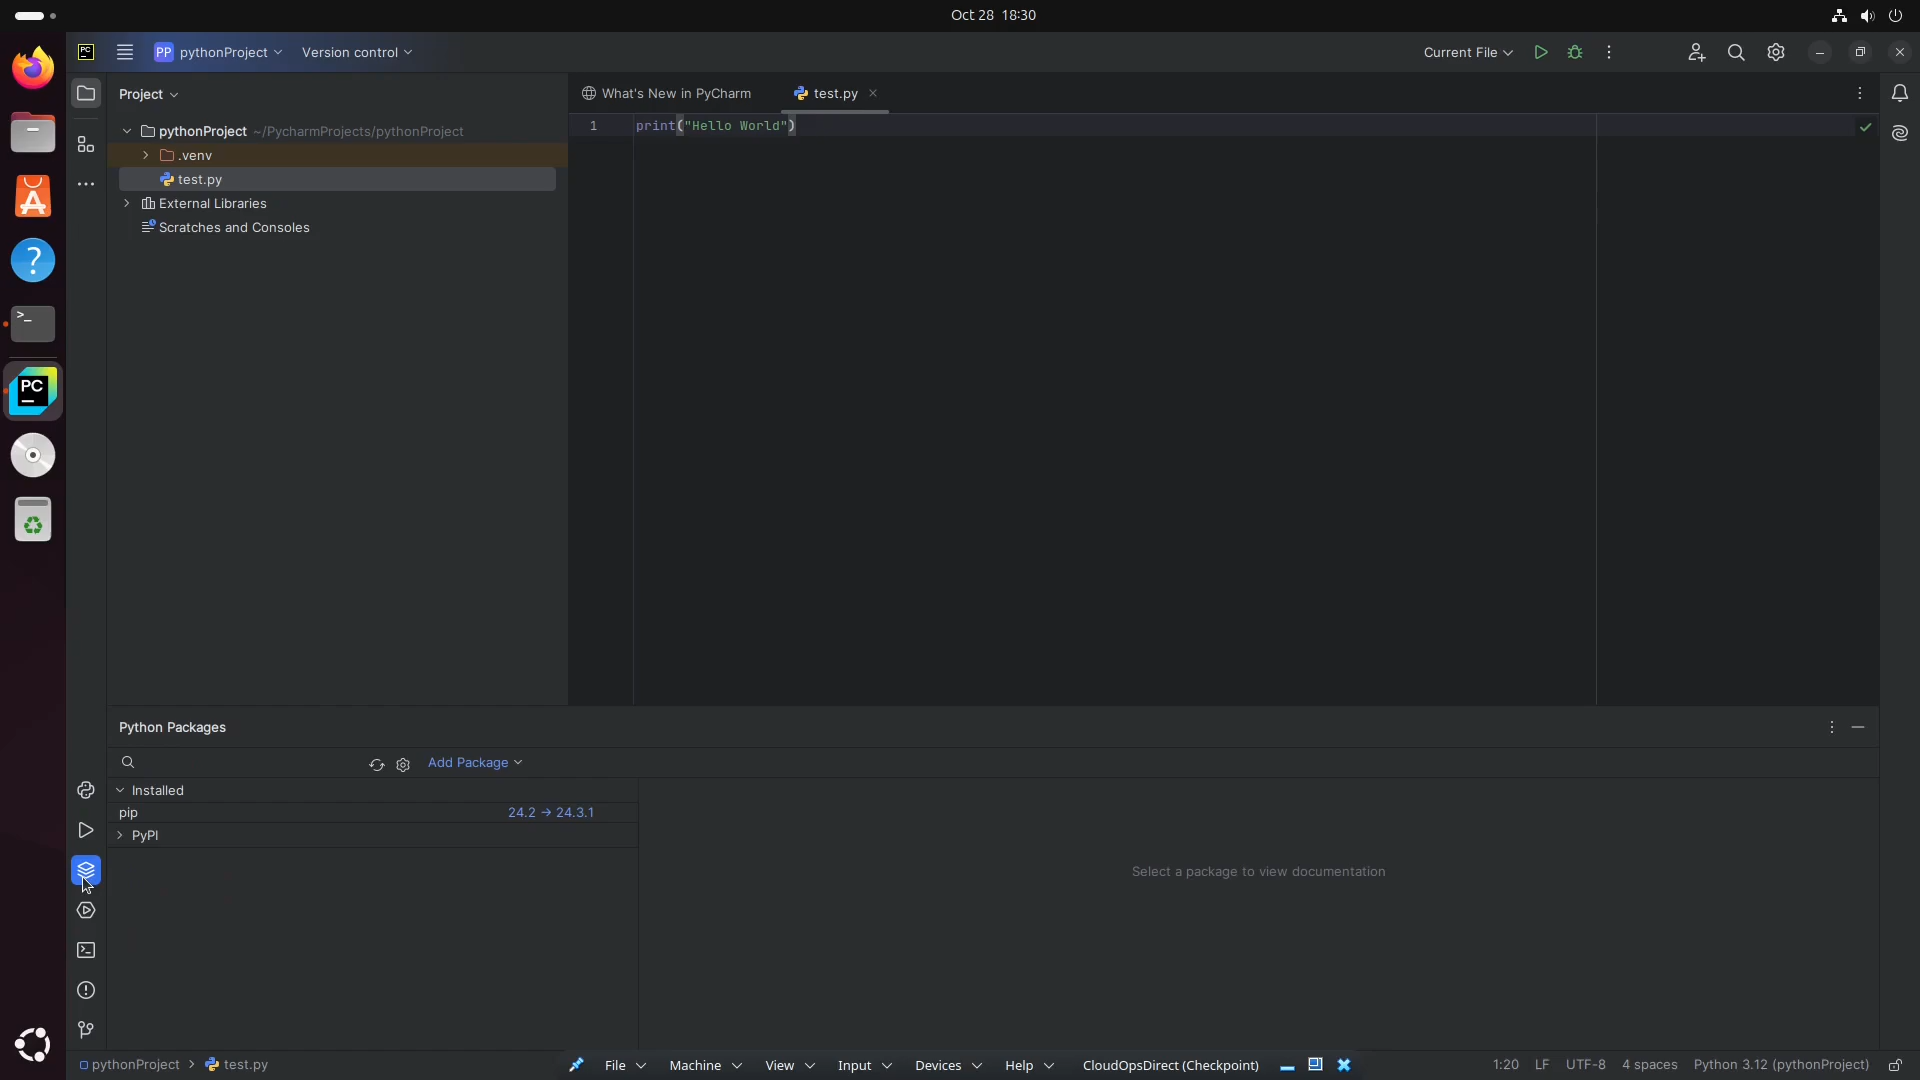 Oct 28 18:30
PC
PP pythonProject
Version control
Current File
Project
What's New in PyCharm
test.py
pythonProject ~/PycharmProjects/pythonProject
.venv
test.py
External Libraries
Scratches and Consoles
1
print("Hello World")
>_
PC
Python Packages
Add Package
Installed
pip 24.2 → 24.3.1
PyPI
Select a package to view documentation
pythonProject > test.py
File
Machine
View
Input
Devices
Help
CloudOpsDirect (Checkpoint)
1:20 LF UTF-8 4 spaces Python 3.12 (pythonProject)